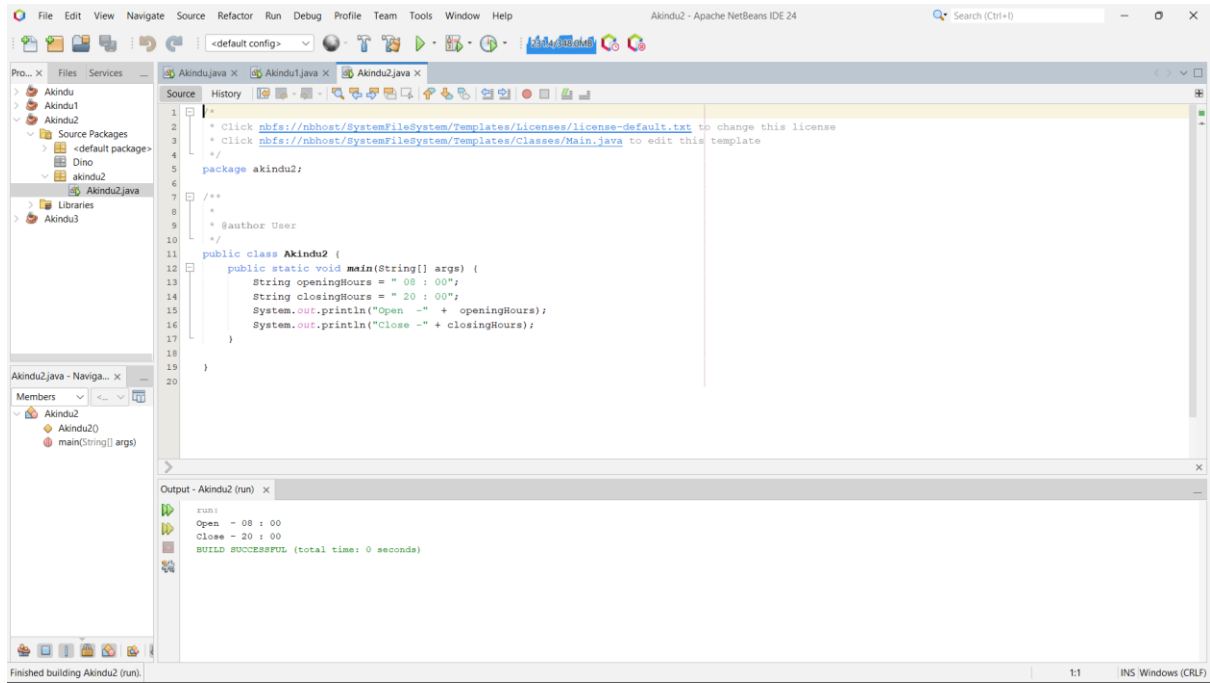 File Edit View Navigate Source Refactor Run Debug Profile Team Tools Window Help Akindu2 - Apache NetBeans IDE 24 Search (Ctrl+I)
<default config>
Pro... Files Services Akindu.java Akindu1.java Akindu2.java
Source History
Akindu
Akindu1
Akindu2
Source Packages
<default package>
Dino
akindu2
Akindu2.java
Libraries
Akindu3
1 /*
2 * Click nbfs://nbhost/SystemFileSystem/Templates/Licenses/license-default.txt to change this license
3 * Click nbfs://nbhost/SystemFileSystem/Templates/Classes/Main.java to edit this template
4 */
5 package akindu2;
6
7 /**
8 *
9 * @author User
10 */
11 public class Akindu2 {
12 public static void main(String[] args) {
13 String openingHours = " 08 : 00";
14 String closingHours = " 20 : 00";
15 System.out.println("Open  -"  +  openingHours);
16 System.out.println("Close -" + closingHours);
17 }
18
19 }
20
Akindu2.java - Naviga...
Members <...
Akindu2
Akindu2()
main(String[] args)
Output - Akindu2 (run)
run:
Open  - 08 : 00
Close - 20 : 00
BUILD SUCCESSFUL (total time: 0 seconds)
Finished building Akindu2 (run). 1:1 INS Windows (CRLF)